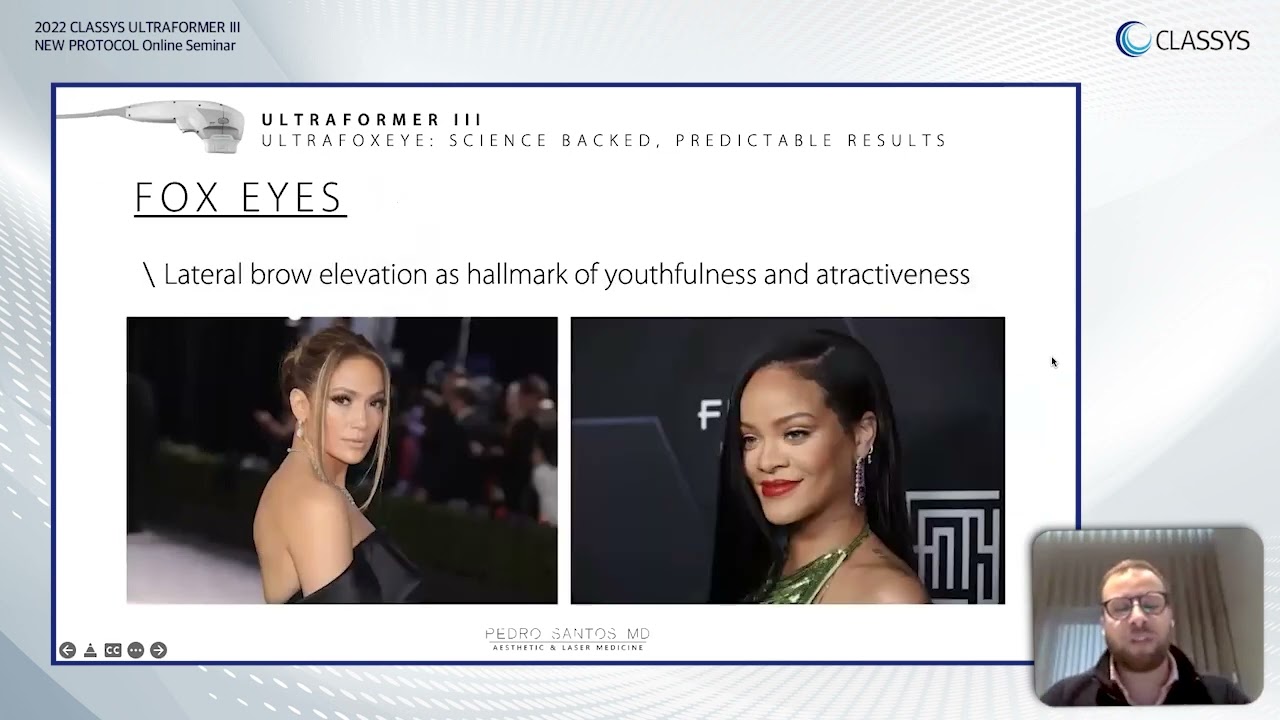 2022 CLASSYS ULTRAFORMER III
NEW PROTOCOL Online Seminar
CLASSYS
ULTRAFORMER III
ULTRAFOXEYE: SCIENCE BACKED, PREDICTABLE RESULTS
FOX EYES
\ Lateral brow elevation as hallmark of youthfulness and atractiveness
F
PEDRO SANTOS MD
AESTHETIC & LASER MEDICINE
CC